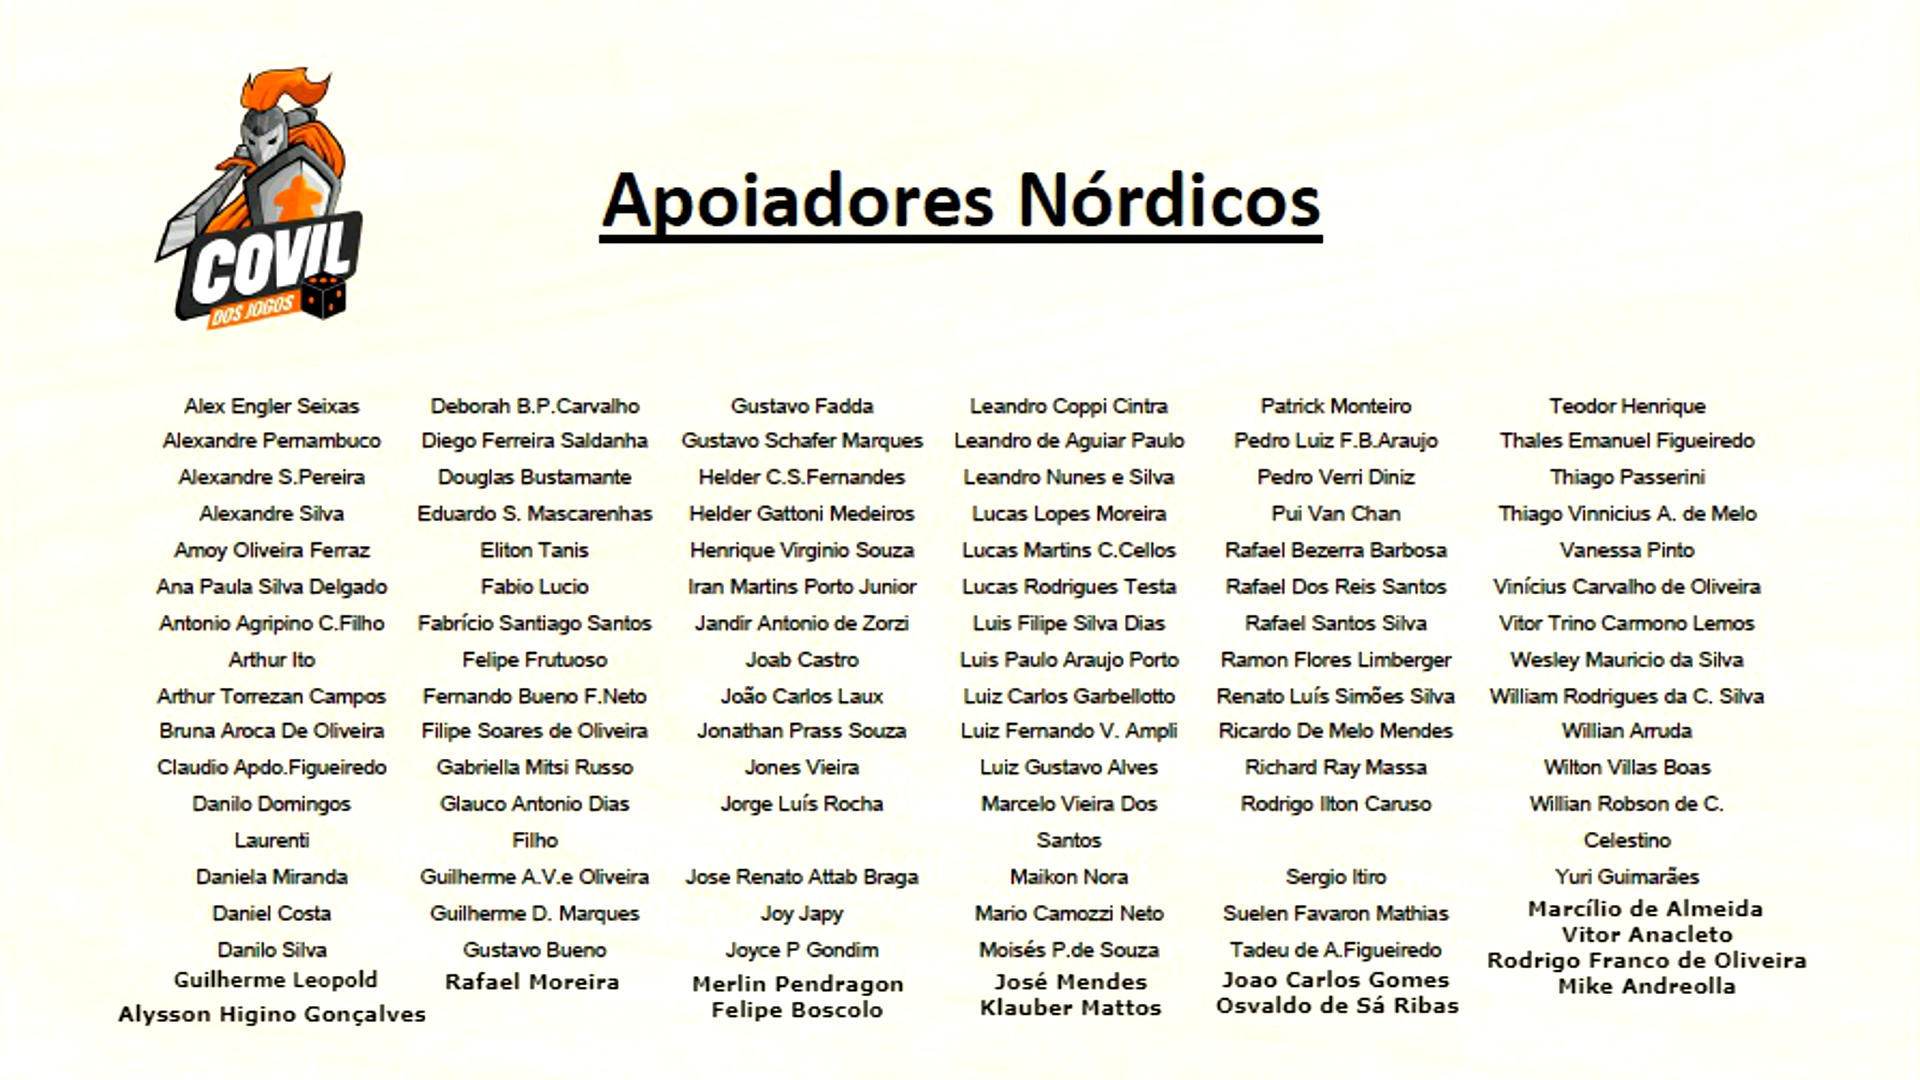 COVIL
DOS JOGOS
Apoiadores Nórdicos
Alex Engler Seixas
Alexandre Pernambuco
Alexandre S.Pereira
Alexandre Silva
Amoy Oliveira Ferraz
Ana Paula Silva Delgado
Antonio Agripino C.Filho
Arthur Ito
Arthur Torrezan Campos
Bruna Aroca De Oliveira
Claudio Apdo.Figueiredo
Danilo Domingos
Laurenti
Daniela Miranda
Daniel Costa
Danilo Silva
Guilherme Leopold
Alysson Higino Gonçalves
Deborah B.P.Carvalho
Diego Ferreira Saldanha
Douglas Bustamante
Eduardo S. Mascarenhas
Eliton Tanis
Fabio Lucio
Fabrício Santiago Santos
Felipe Frutuoso
Fernando Bueno F.Neto
Filipe Soares de Oliveira
Gabriella Mitsi Russo
Glauco Antonio Dias
Filho
Guilherme A.V.e Oliveira
Guilherme D. Marques
Gustavo Bueno
Rafael Moreira
Gustavo Fadda
Gustavo Schafer Marques
Helder C.S.Fernandes
Helder Gattoni Medeiros
Henrique Virginio Souza
Iran Martins Porto Junior
Jandir Antonio de Zorzi
Joab Castro
João Carlos Laux
Jonathan Prass Souza
Jones Vieira
Jorge Luís Rocha
Jose Renato Attab Braga
Joy Japy
Joyce P Gondim
Merlin Pendragon
Felipe Boscolo
Leandro Coppi Cintra
Leandro de Aguiar Paulo
Leandro Nunes e Silva
Lucas Lopes Moreira
Lucas Martins C.Cellos
Lucas Rodrigues Testa
Luis Filipe Silva Dias
Luis Paulo Araujo Porto
Luiz Carlos Garbellotto
Luiz Fernando V. Ampli
Luiz Gustavo Alves
Marcelo Vieira Dos
Santos
Maikon Nora
Mario Camozzi Neto
Moisés P.de Souza
José Mendes
Klauber Mattos
Patrick Monteiro
Pedro Luiz F.B.Araujo
Pedro Verri Diniz
Pui Van Chan
Rafael Bezerra Barbosa
Rafael Dos Reis Santos
Rafael Santos Silva
Ramon Flores Limberger
Renato Luís Simões Silva
Ricardo De Melo Mendes
Richard Ray Massa
Rodrigo Ilton Caruso
Sergio Itiro
Suelen Favaron Mathias
Tadeu de A.Figueiredo
Joao Carlos Gomes
Osvaldo de Sá Ribas
Teodor Henrique
Thales Emanuel Figueiredo
Thiago Passerini
Thiago Vinnicius A. de Melo
Vanessa Pinto
Vinícius Carvalho de Oliveira
Vitor Trino Carmono Lemos
Wesley Mauricio da Silva
William Rodrigues da C. Silva
Willian Arruda
Wilton Villas Boas
Willian Robson de C.
Celestino
Yuri Guimarães
Marcílio de Almeida
Vitor Anacleto
Rodrigo Franco de Oliveira
Mike Andreolla